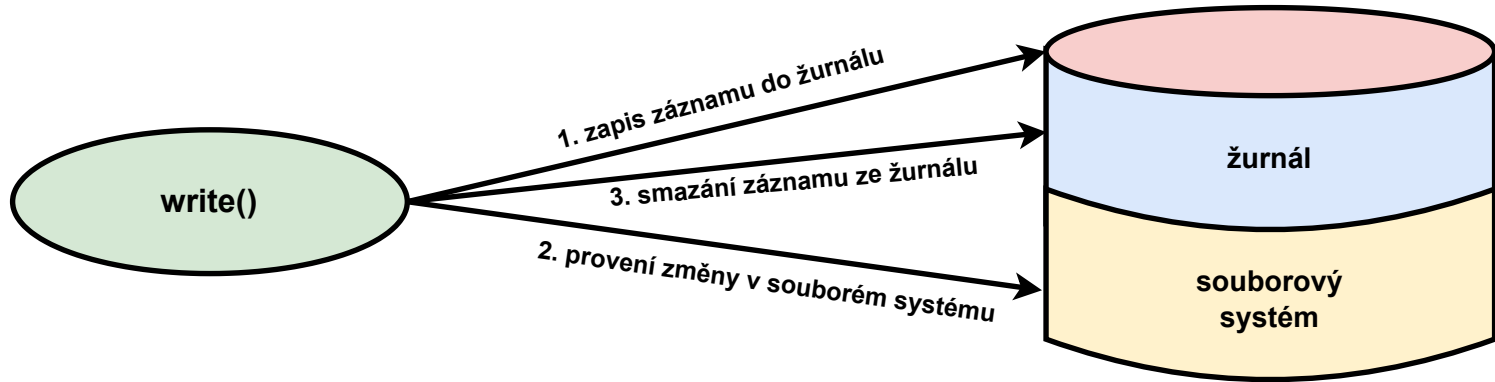 write()
1. zapis záznamu do žurnálu
3. smazání záznamu ze žurnálu
2. provení změny v souborém systému
žurnál
souborový
systém